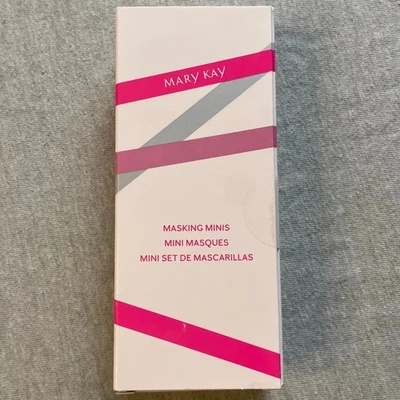 MARY KAY
MASKING MINIS
MINI MASQUES
MINI SET DE MASCARILLAS